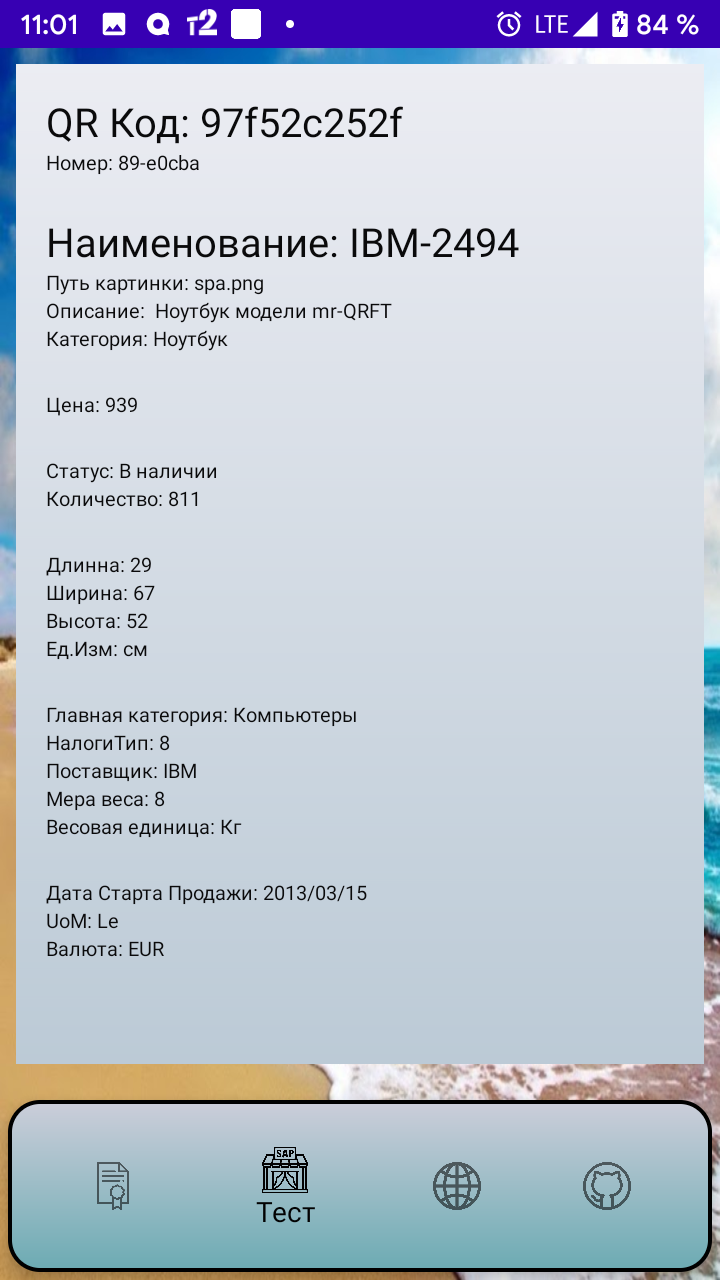 11:01
т2
LTE
84 %
QR Код: 97f52c252f
Номер: 89-e0cba
Наименование: IBM-2494
Путь картинки: spa.png
Описание:  Ноутбук модели mr-QRFT
Категория: Ноутбук
Цена: 939
Статус: В наличии
Количество: 811
Длинна: 29
Ширина: 67
Высота: 52
Ед.Изм: см
Главная категория: Компьютеры
НалогиТип: 8
Поставщик: IBM
Мера веса: 8
Весовая единица: Кг
Дата Старта Продажи: 2013/03/15
UoM: Le
Валюта: EUR
SAP
Тест